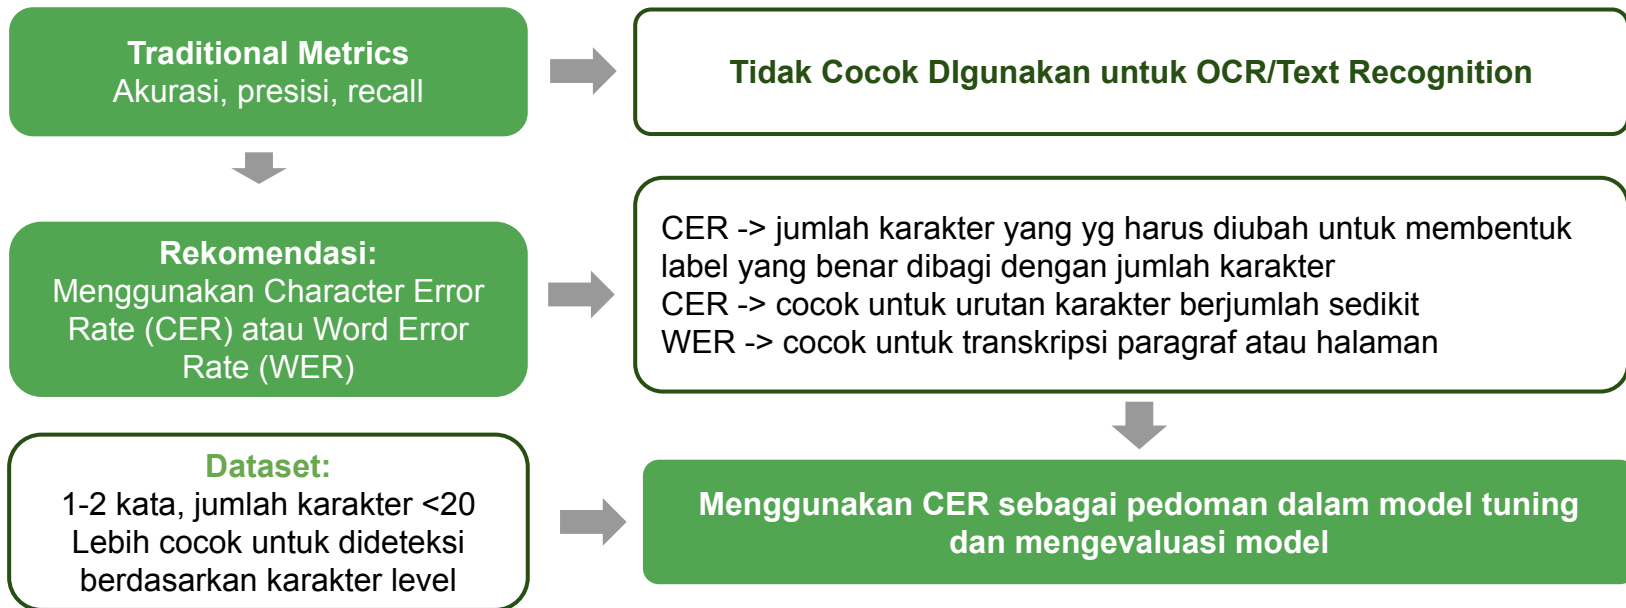 Traditional Metrics
Akurasi, presisi, recall
Tidak Cocok DIgunakan untuk OCR/Text Recognition
Rekomendasi:
Menggunakan Character Error
Rate (CER) atau Word Error
Rate (WER)
CER -> jumlah karakter yang yg harus diubah untuk membentuk
label yang benar dibagi dengan jumlah karakter
CER -> cocok untuk urutan karakter berjumlah sedikit
WER -> cocok untuk transkripsi paragraf atau halaman
Dataset:
1-2 kata, jumlah karakter <20
Lebih cocok untuk dideteksi
berdasarkan karakter level
Menggunakan CER sebagai pedoman dalam model tuning
dan mengevaluasi model